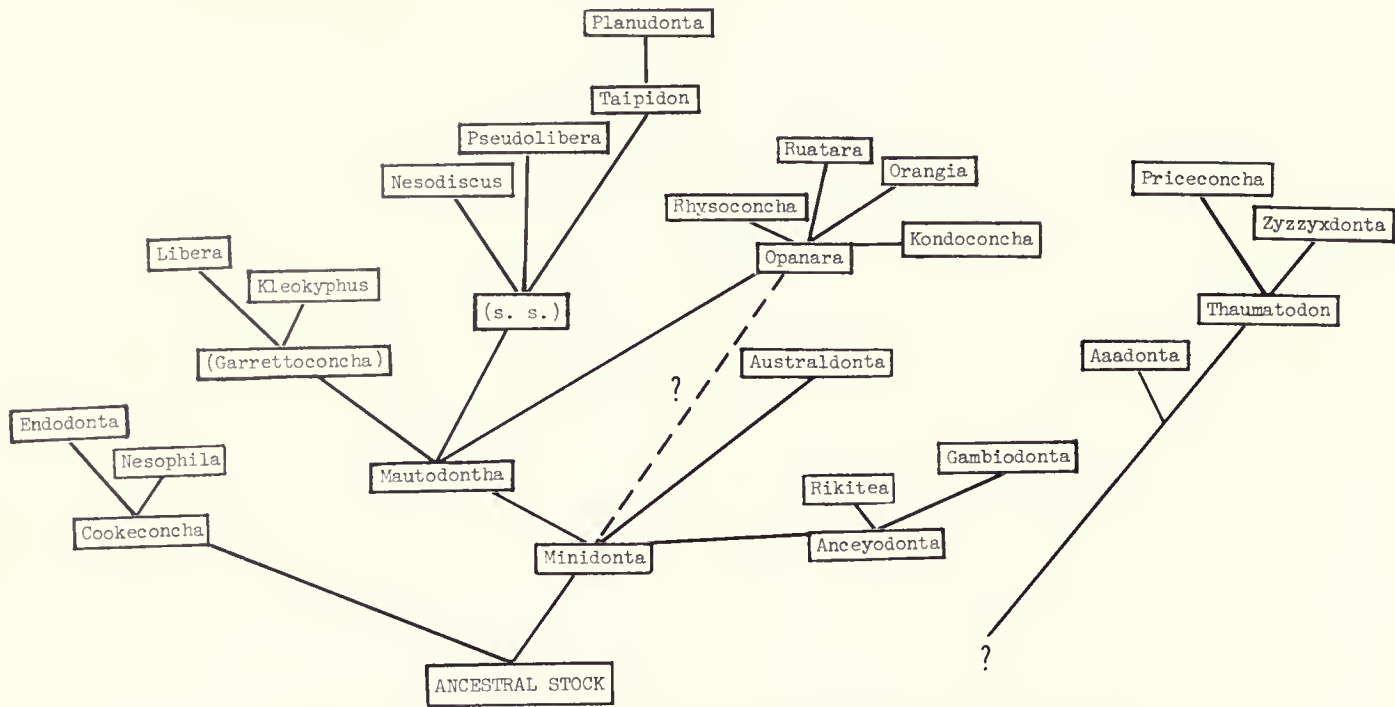 Planudonta
Taipidon
Pseudolibera
Ruatara
Nesodiscus
Orangia
Priceconcha
Rhysoconcha
Zyzzyxdonta
Libera
Opanara
Kondoconcha
Kleokyphus
(s. s.)
Thaumatodon
(Garrettoconcha)
Australdonta
Aaadonta
?
Endodonta
Nesophila
Gambiodonta
Mautodontha
Rikitea
Cookeconcha
Minidonta
Anceyodonta
?
ANCESTRAL STOCK